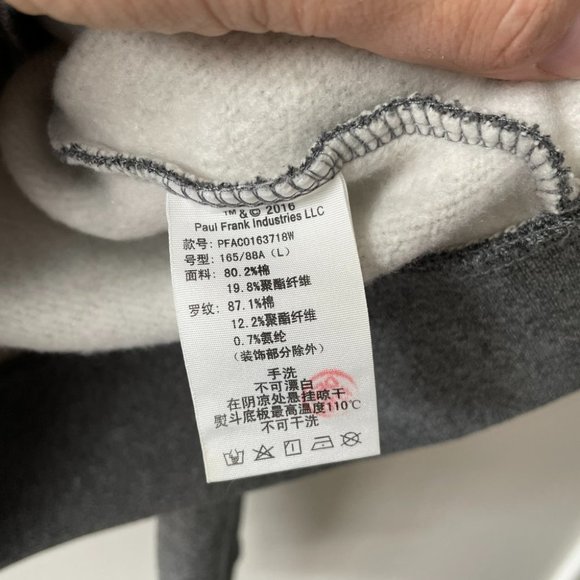 ™ & © 2016
Paul Frank Industries LLC
款号: PFAC0163718W
号型: 165/88A (L)
面料: 80.2%棉
19.8%聚酯纤维
罗纹: 87.1%棉
12.2%聚酯纤维
0.7%氨纶
(装饰部分除外)
手洗
不可漂白
在阴凉处悬挂晾干
熨斗底板最高温度110℃
不可干洗